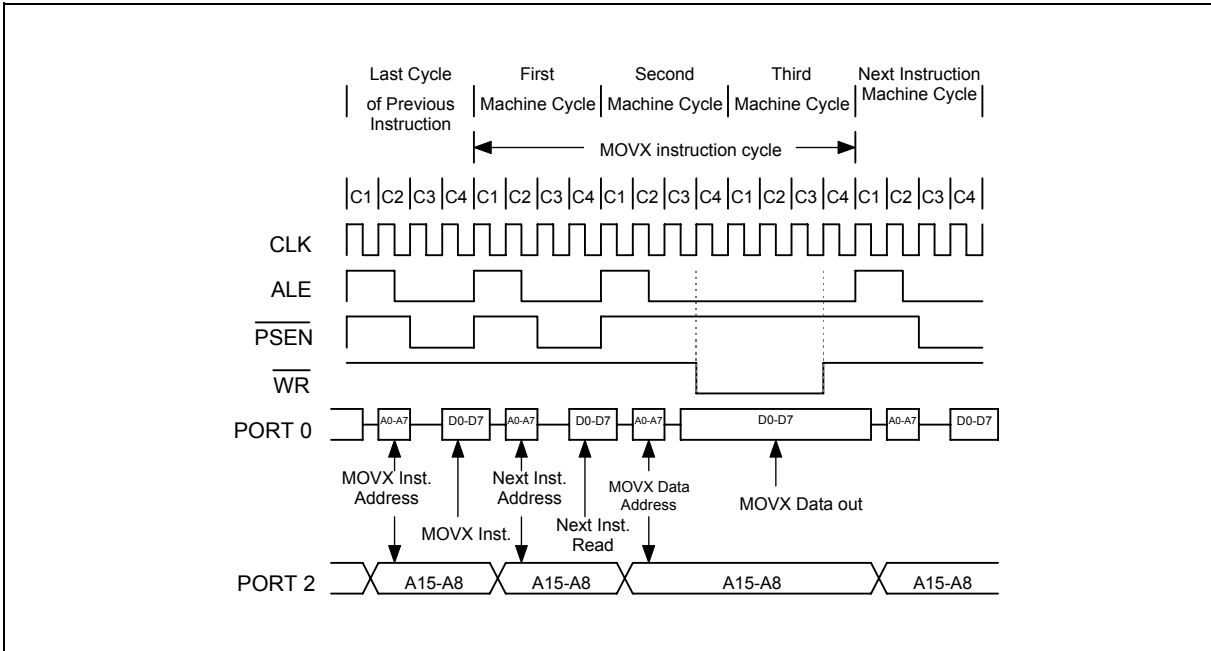 Last Cycle
of Previous
Instruction
First
Machine Cycle
Second
Machine Cycle
Third
Machine Cycle
Next Instruction
Machine Cycle
MOVX instruction cycle
C1 C2 C3 C4 C1 C2 C3 C4 C1 C2 C3 C4 C1 C2 C3 C4 C1 C2 C3 C4
CLK
ALE
PSEN
WR
PORT 0
A0-A7 D0-D7 A0-A7 D0-D7 A0-A7 D0-D7 A0-A7 D0-D7
MOVX Inst.
Address
MOVX Inst.
Next Inst.
Address
Next Inst.
Read
MOVX Data
Address
MOVX Data out
PORT 2
A15-A8 A15-A8 A15-A8 A15-A8